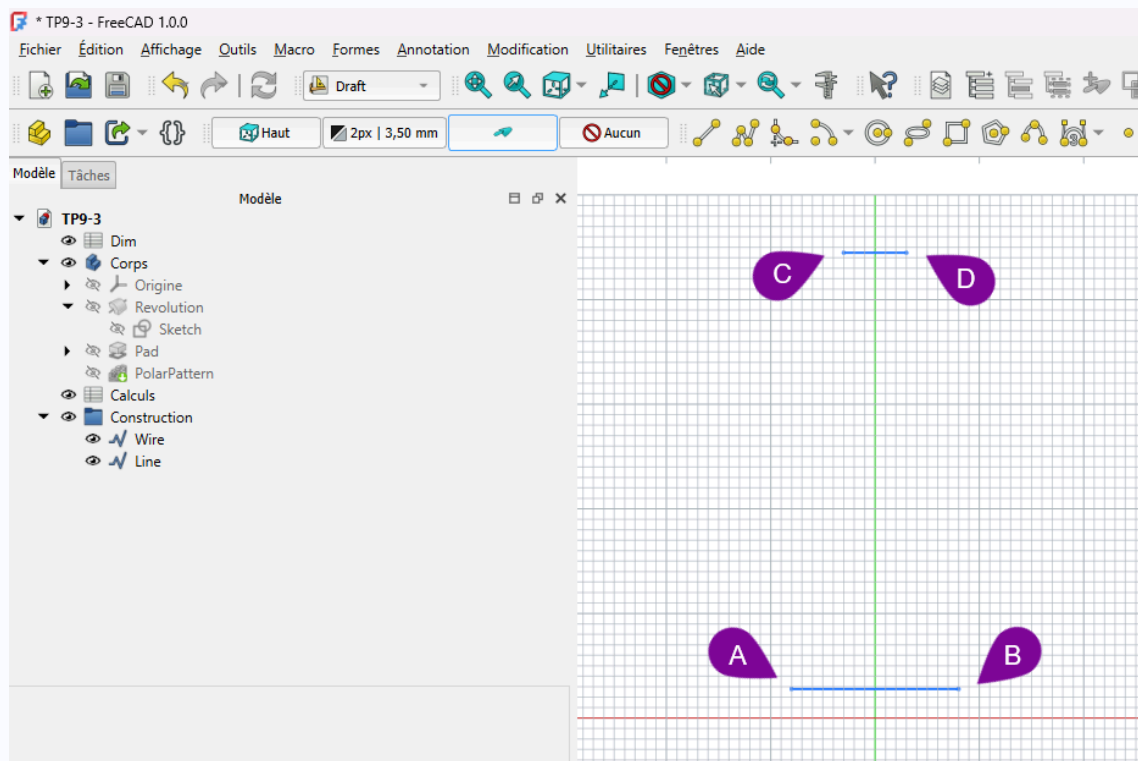 * TP9-3 - FreeCAD 1.0.0
Fichier Édition Affichage Outils Macro Formes Annotation Modification Utilitaires Fenêtres Aide
Draft
Haut 2px | 3,50 mm Aucun
Modèle Tâches
Modèle
TP9-3
Dim
Corps
Origine
Revolution
Sketch
Pad
PolarPattern
Calculs
Construction
Wire
Line
C D
A B